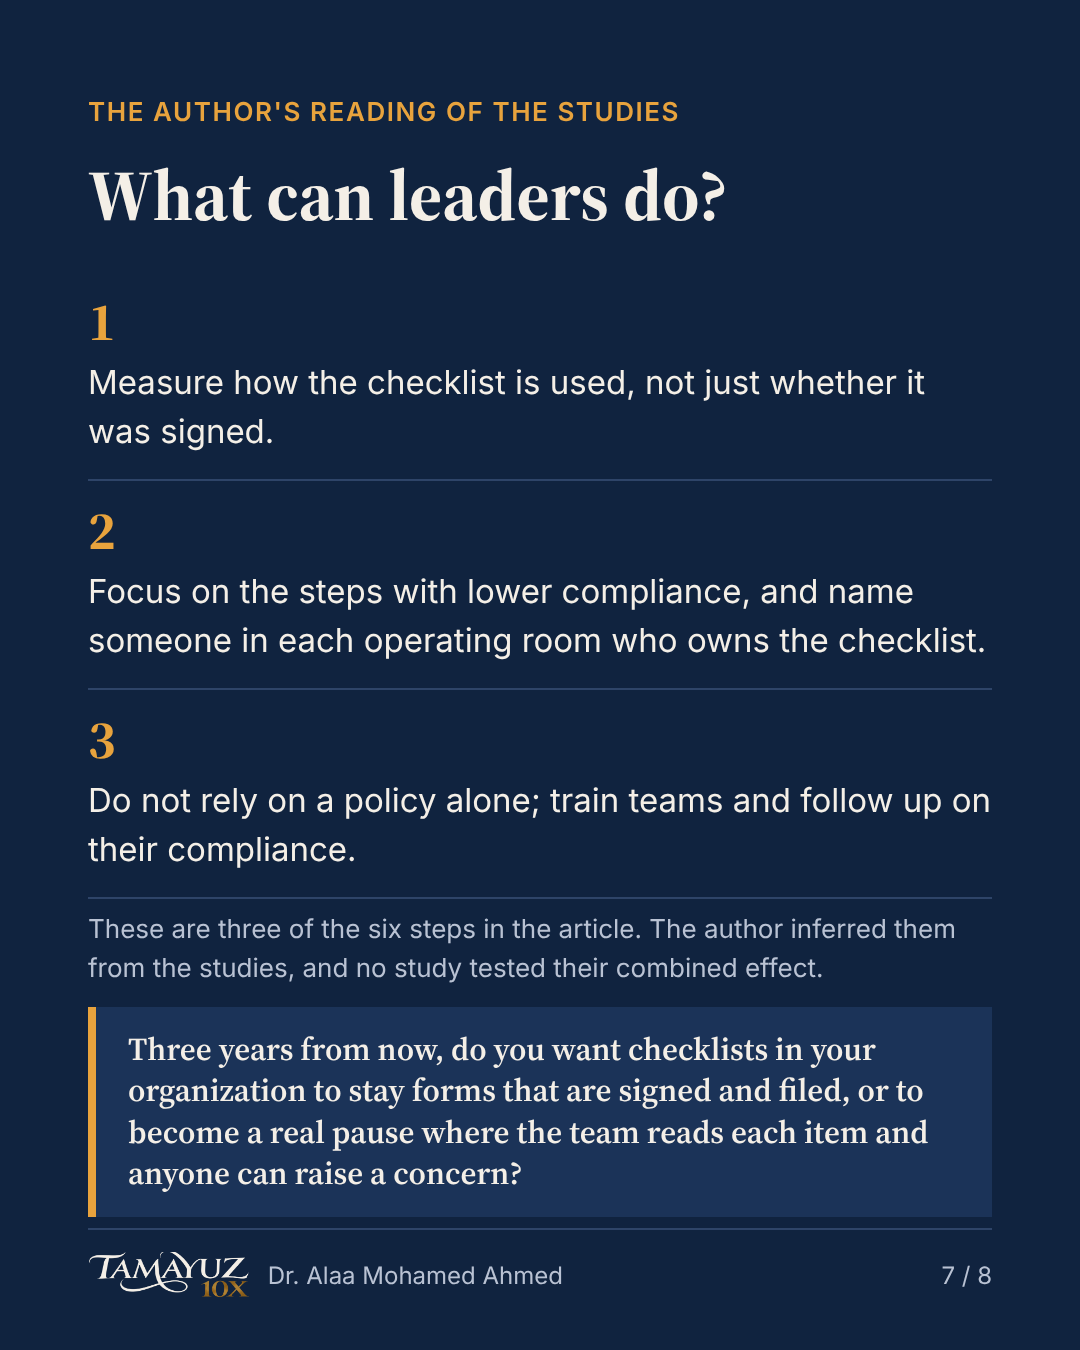 THE AUTHOR'S READING OF THE STUDIES
What can leaders do?
1
Measure how the checklist is used, not just whether it
was signed.
2
Focus on the steps with lower compliance, and name
someone in each operating room who owns the checklist.
3
Do not rely on a policy alone; train teams and follow up on
their compliance.
These are three of the six steps in the article. The author inferred them
from the studies, and no study tested their combined effect.
Three years from now, do you want checklists in your
organization to stay forms that are signed and filed, or to
become a real pause where the team reads each item and
anyone can raise a concern?
TAMAYUZ
10X
Dr. Alaa Mohamed Ahmed
7 / 8